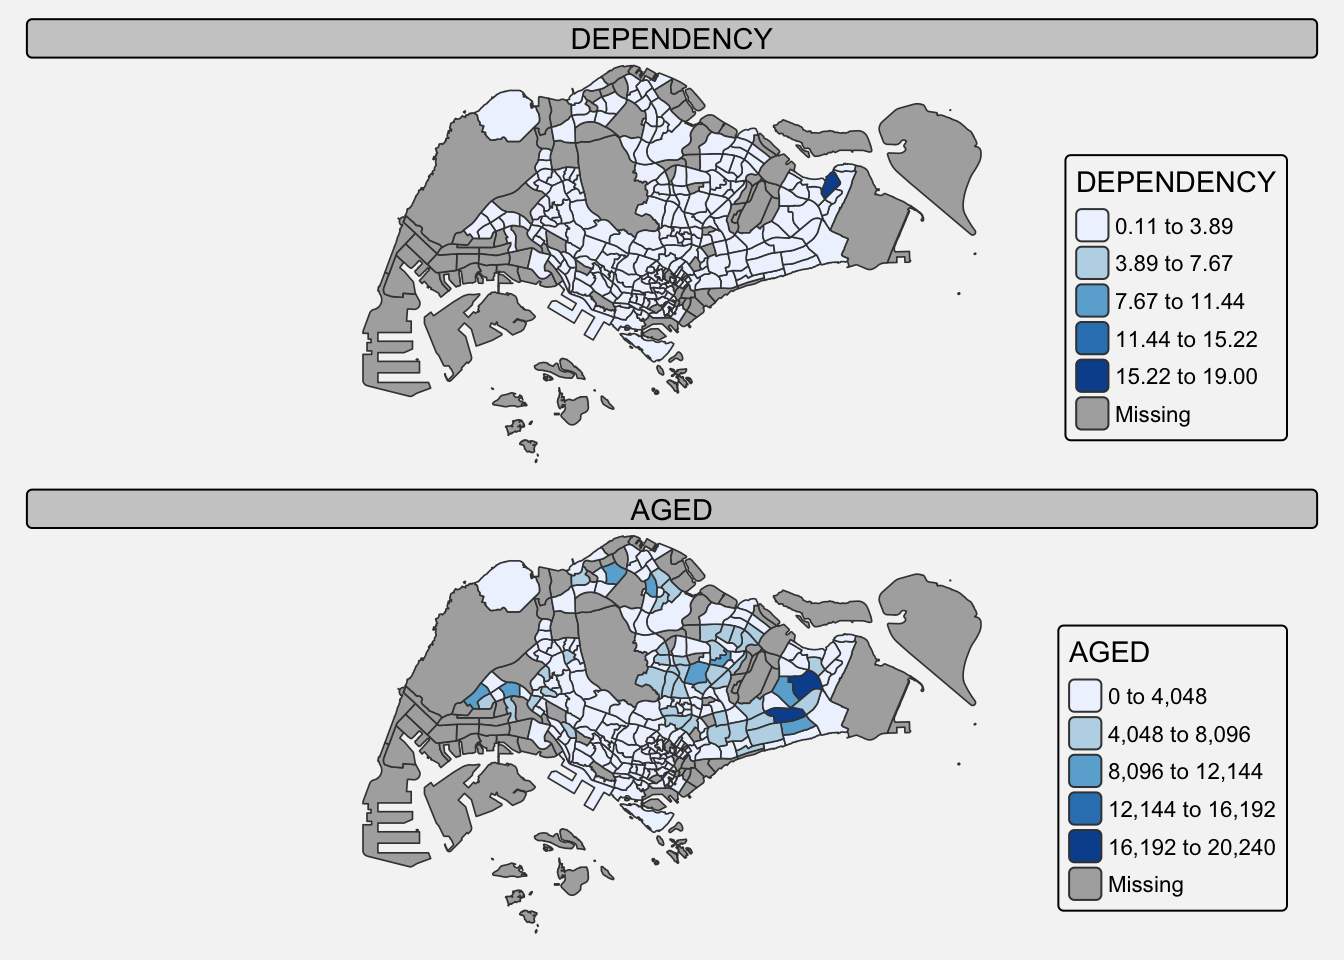 DEPENDENCY
DEPENDENCY
0.11 to 3.89
3.89 to 7.67
7.67 to 11.44
11.44 to 15.22
15.22 to 19.00
Missing
AGED
AGED
0 to 4,048
4,048 to 8,096
8,096 to 12,144
12,144 to 16,192
16,192 to 20,240
Missing